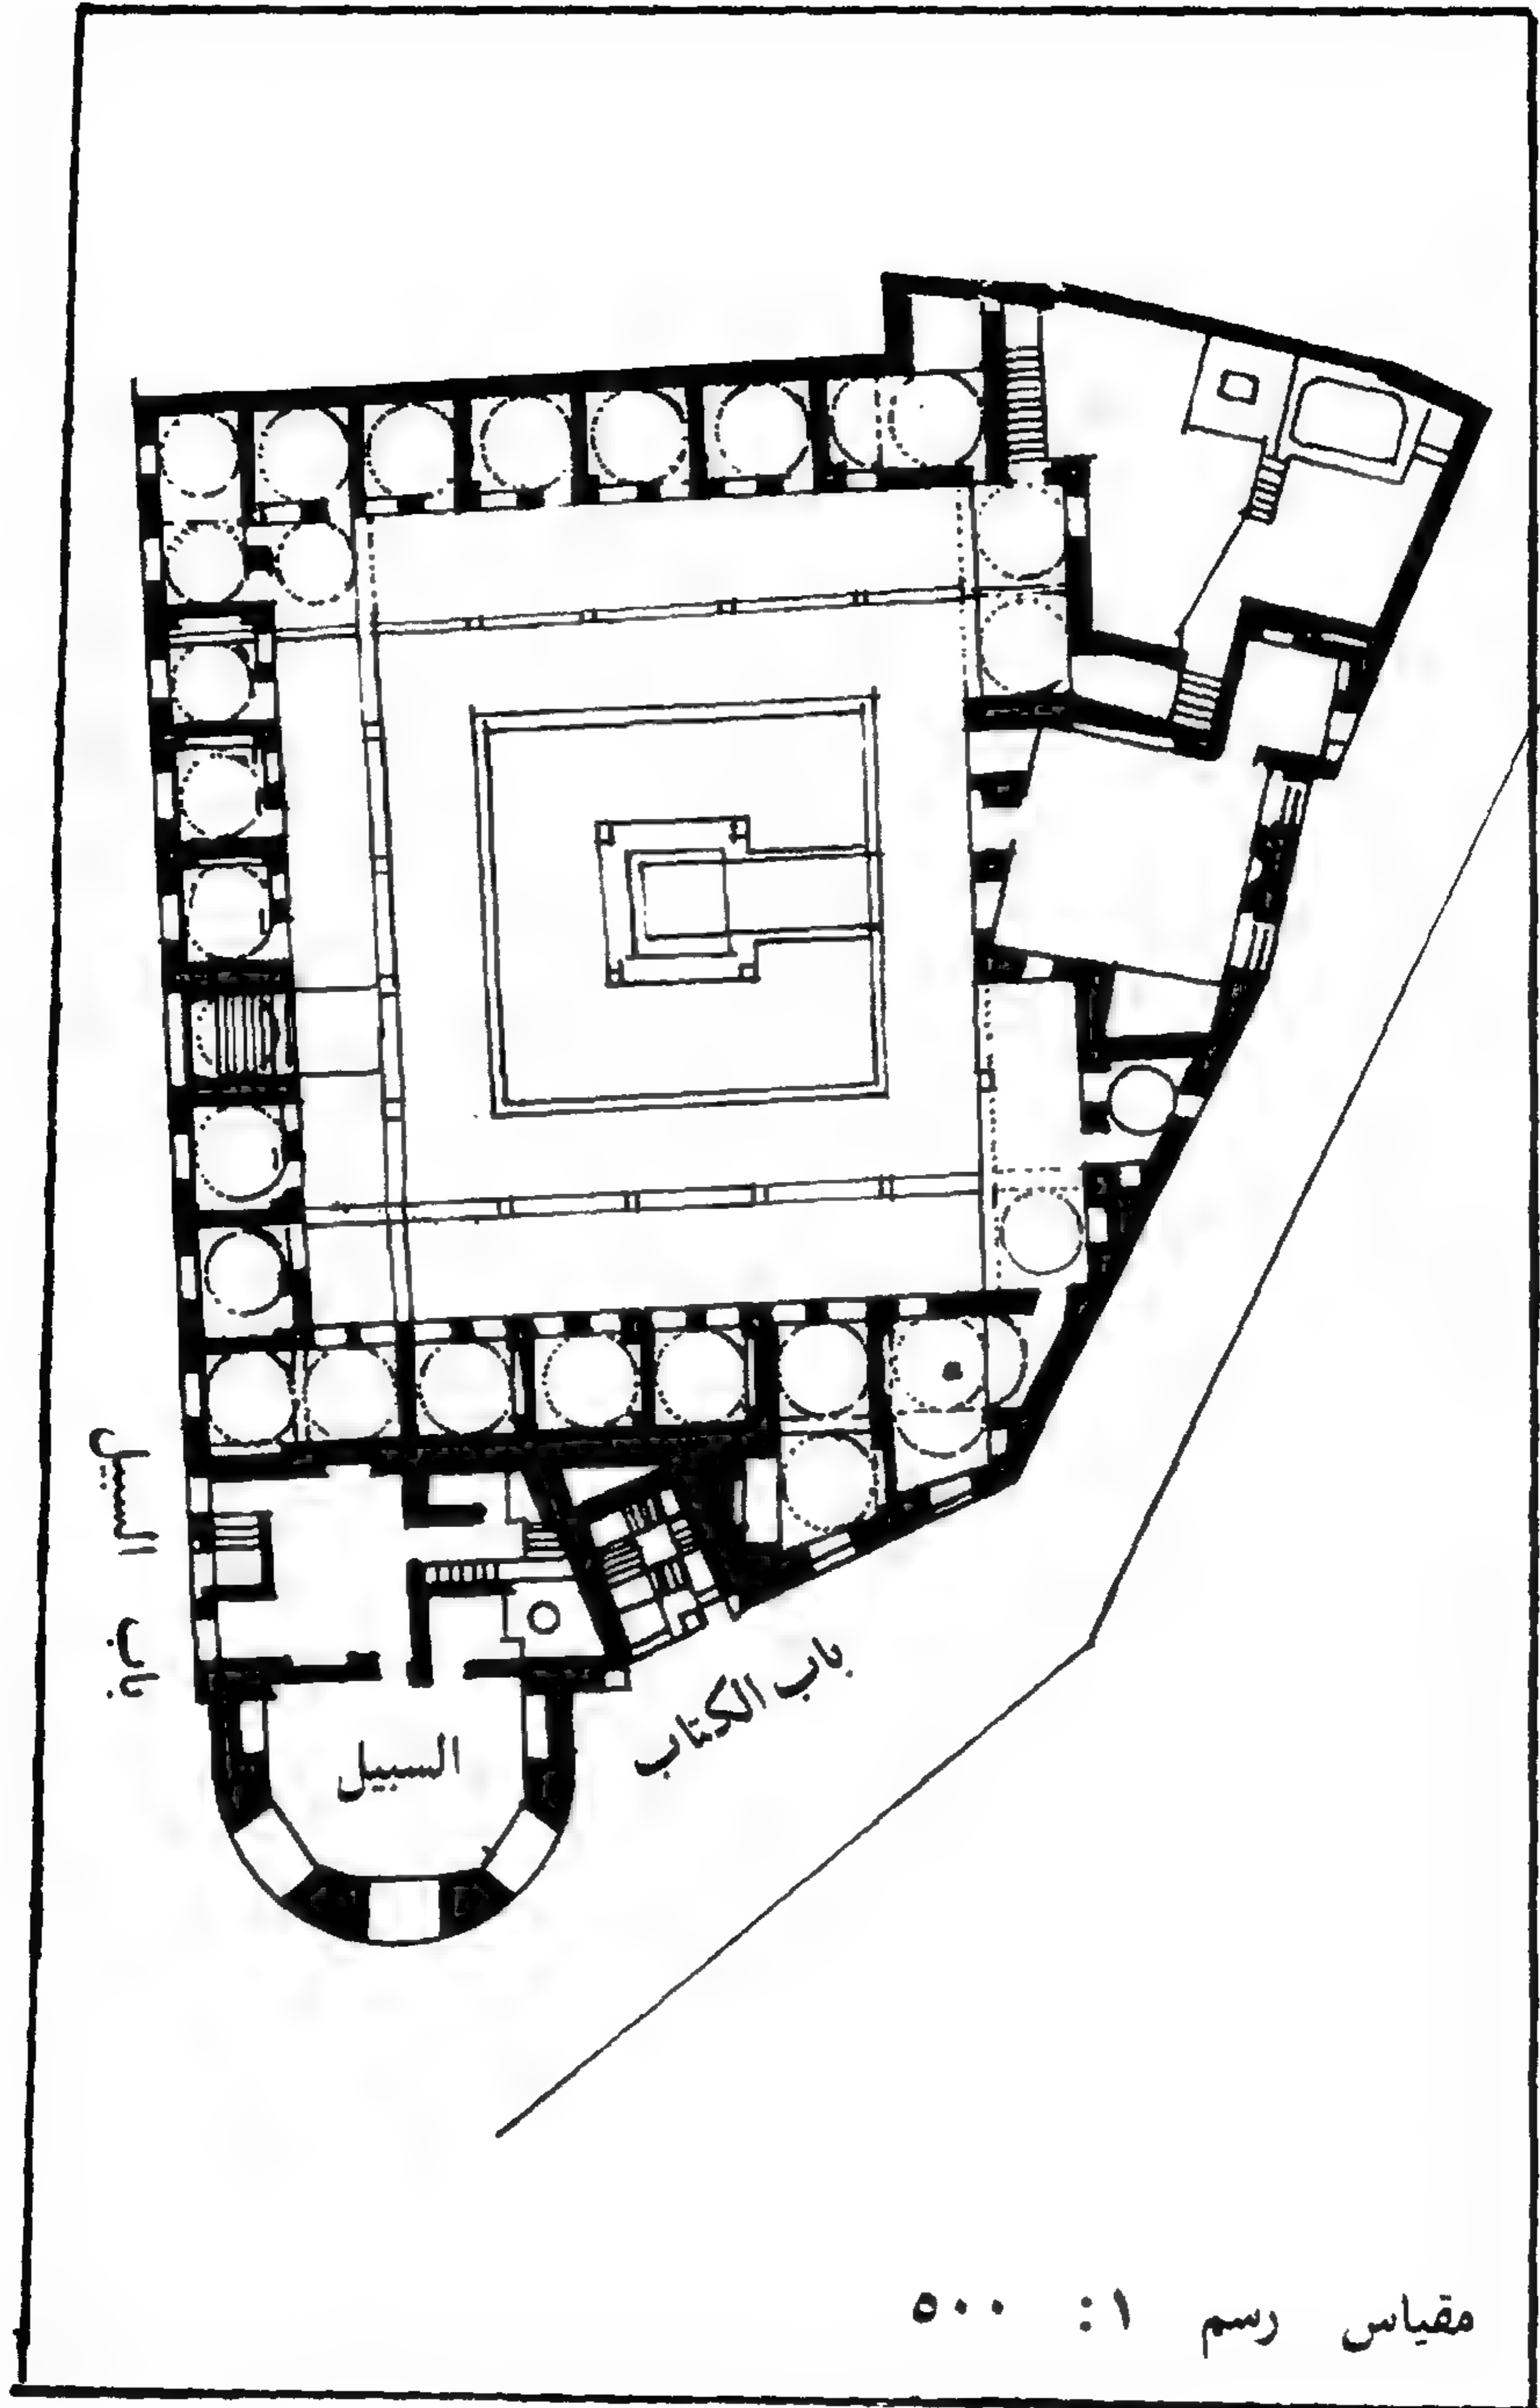 باب السبيل
باب الكتاب
السبيل
مقياس رسم ١: ٥٠٠